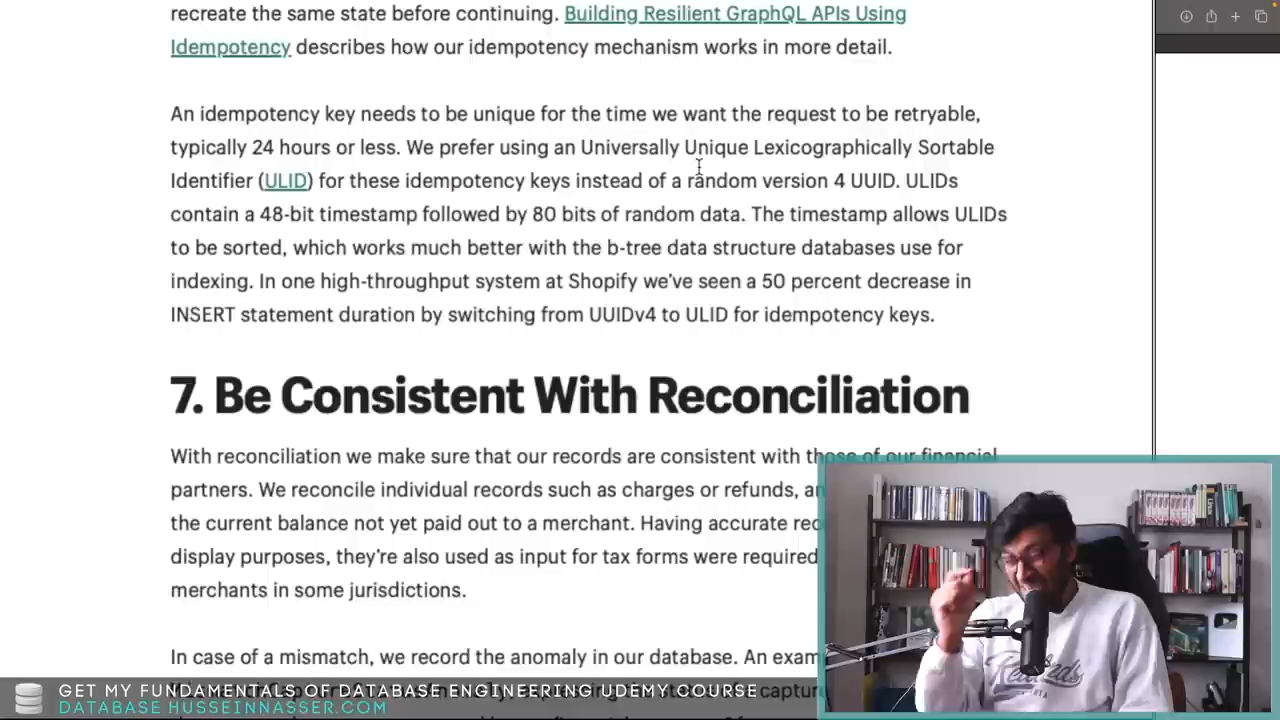 recreate the same state before continuing. Building Resilient GraphQL APIs Using
Idempotency describes how our idempotency mechanism works in more detail.
An idempotency key needs to be unique for the time we want the request to be retryable,
typically 24 hours or less. We prefer using an Universally Unique Lexicographically Sortable
Identifier (ULID) for these idempotency keys instead of a random version 4 UUID. ULIDs
contain a 48-bit timestamp followed by 80 bits of random data. The timestamp allows ULIDs
to be sorted, which works much better with the b-tree data structure databases use for
indexing. In one high-throughput system at Shopify we've seen a 50 percent decrease in
INSERT statement duration by switching from UUIDv4 to ULID for idempotency keys.
7. Be Consistent With Reconciliation
With reconciliation we make sure that our records are consistent with those of our financial
partners. We reconcile individual records such as charges or refunds, an
the current balance not yet paid out to a merchant. Having accurate rec
display purposes, they're also used as input for tax forms were required
merchants in some jurisdictions.
In case of a mismatch, we record the anomaly in our database. An exam
GET MY FUNDAMENTALS OF DATABASE ENGINEERING UDEMY COURSE
DATABASE.HUSSEINNASSER.COM